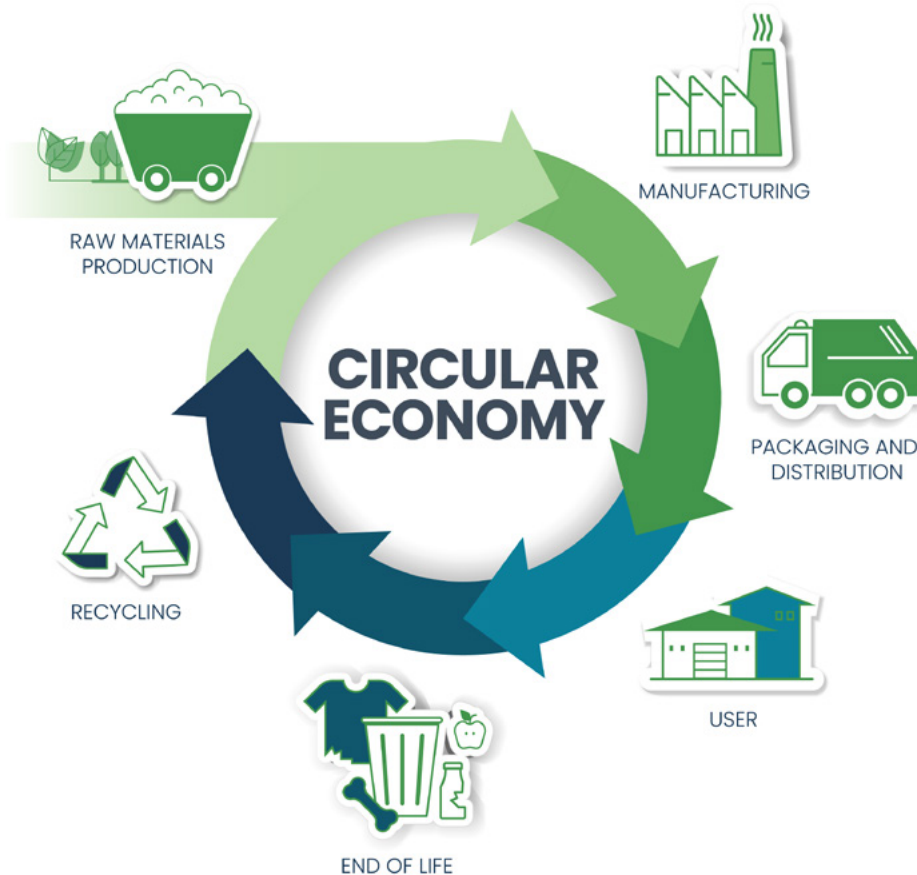 MANUFACTURING
RAW MATERIALS
PRODUCTION
CIRCULAR
ECONOMY
PACKAGING AND
DISTRIBUTION
RECYCLING
USER
END OF LIFE